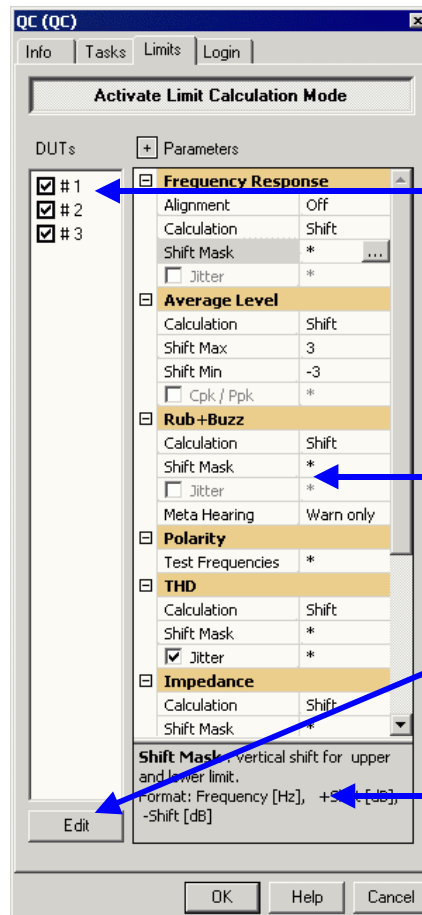 QC (QC)
Info Tasks Limits Login
Activate Limit Calculation Mode
DUTs
# 1
# 2
# 3
Edit
+ Parameters
Frequency Response
Alignment Off
Calculation Shift
Shift Mask * ...
Jitter *
Average Level
Calculation Shift
Shift Max 3
Shift Min -3
Cpk / Ppk *
Rub+Buzz
Calculation Shift
Shift Mask *
Jitter *
Meta Hearing Warn only
Polarity
Test Frequencies *
THD
Calculation Shift
Shift Mask *
Jitter *
Impedance
Calculation Shift
Shift Mask *
Shift Mask : vertical shift for upper
and lower limit.
Format: Frequency [Hz], +Shift [dB],
-Shift [dB]
OK Help Cancel